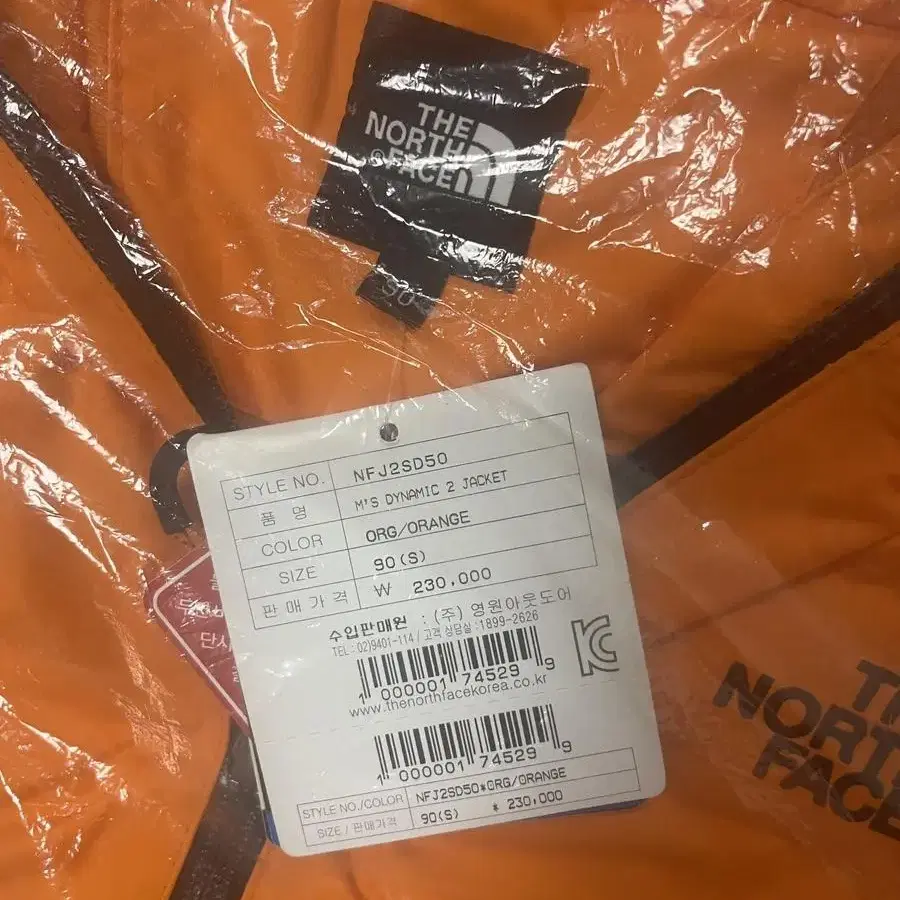 THE
NORTH
FACE
90
STYLE NO. NFJ2SD50
품 명 M'S DYNAMIC 2 JACKET
COLOR ORG/ORANGE
SIZE 90(S)
판 매 가 격 ₩ 230,000
수입판매원 : (주) 영원아웃도어
TEL : 02)9401-114 / 고객 상담실 : 1899-2626
1 000001 74529 9
www.thenorthfacekorea.co.kr
1 000001 74529 9
STYLE NO./COLOR NFJ2SD50*ORG/ORANGE
SIZE / 판매가격 90(S) ₩ 230,000
단시
THE
NORTH
FACE